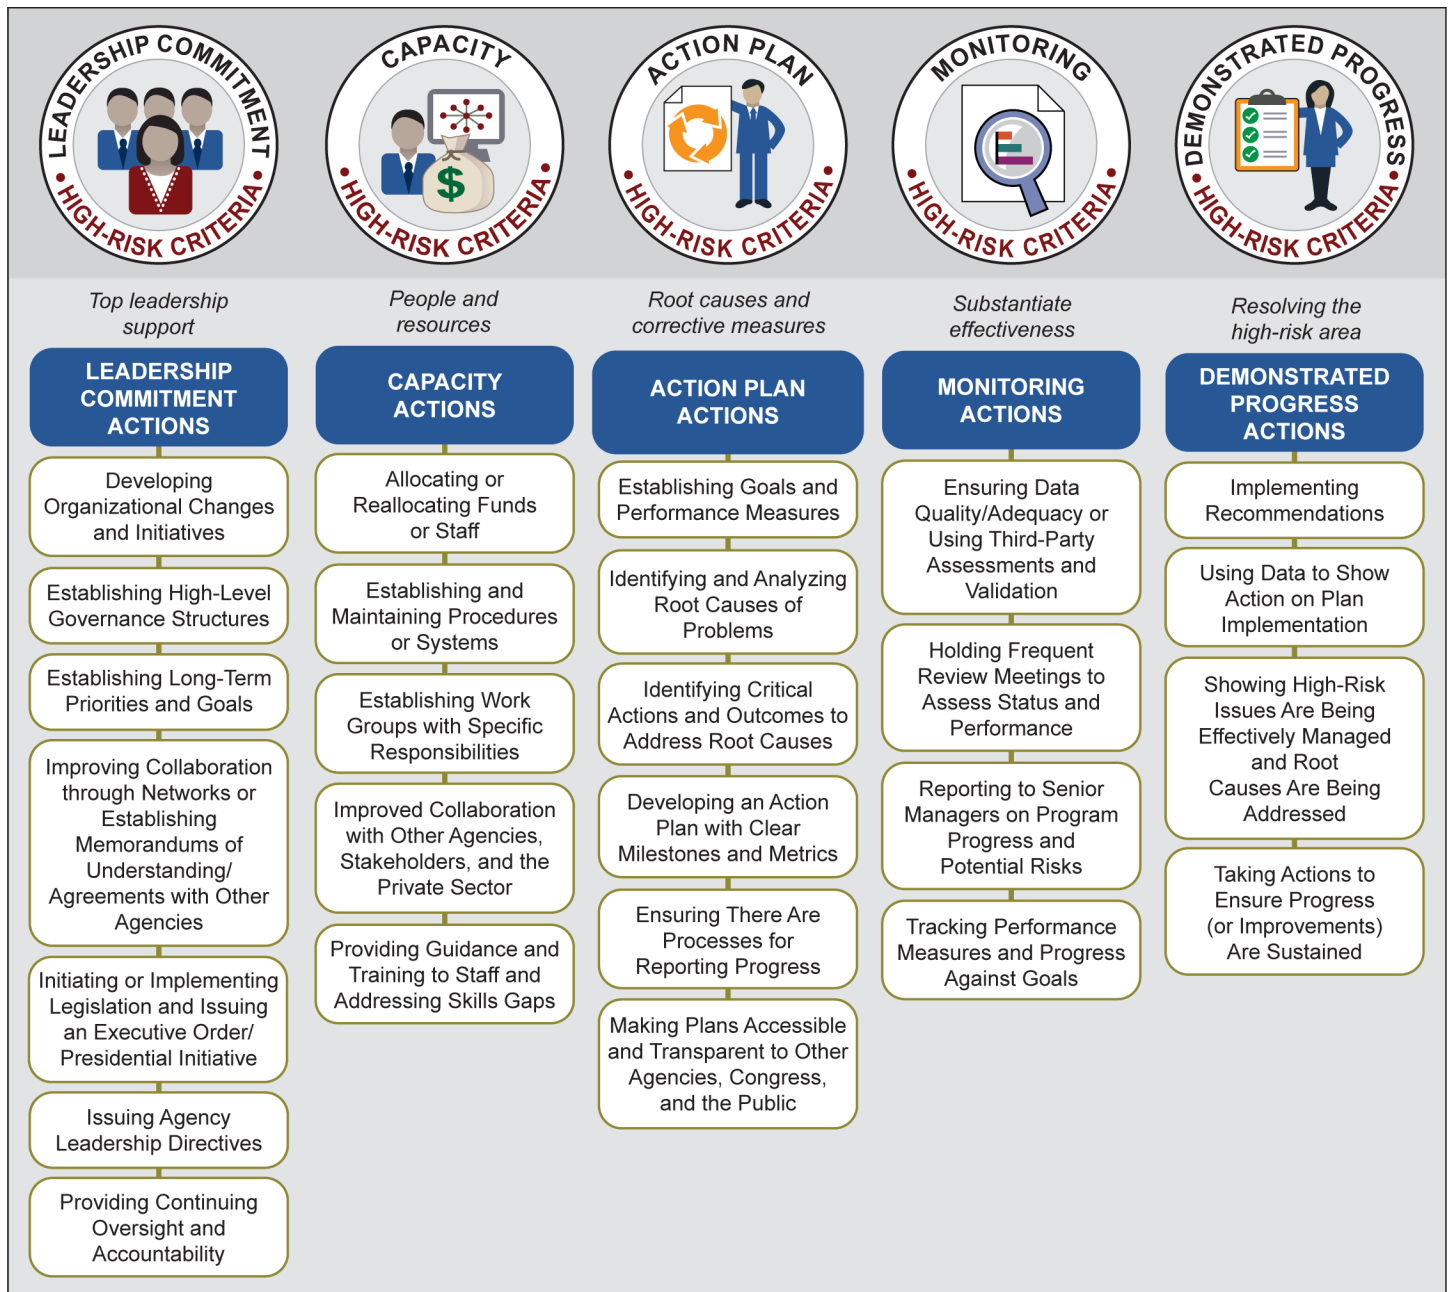 LEADERSHIP COMMITMENT
• HIGH-RISK CRITERIA •
Top leadership
support
LEADERSHIP
COMMITMENT
ACTIONS
Developing
Organizational Changes
and Initiatives
Establishing High-Level
Governance Structures
Establishing Long-Term
Priorities and Goals
Improving Collaboration
through Networks or
Establishing
Memorandums of
Understanding/
Agreements with Other
Agencies
Initiating or Implementing
Legislation and Issuing
an Executive Order/
Presidential Initiative
Issuing Agency
Leadership Directives
Providing Continuing
Oversight and
Accountability
CAPACITY
• HIGH-RISK CRITERIA •
$
People and
resources
CAPACITY
ACTIONS
Allocating or
Reallocating Funds
or Staff
Establishing and
Maintaining Procedures
or Systems
Establishing Work
Groups with Specific
Responsibilities
Improved Collaboration
with Other Agencies,
Stakeholders, and the
Private Sector
Providing Guidance and
Training to Staff and
Addressing Skills Gaps
ACTION PLAN
• HIGH-RISK CRITERIA •
Root causes and
corrective measures
ACTION PLAN
ACTIONS
Establishing Goals and
Performance Measures
Identifying and Analyzing
Root Causes of
Problems
Identifying Critical
Actions and Outcomes to
Address Root Causes
Developing an Action
Plan with Clear
Milestones and Metrics
Ensuring There Are
Processes for
Reporting Progress
Making Plans Accessible
and Transparent to Other
Agencies, Congress,
and the Public
MONITORING
• HIGH-RISK CRITERIA •
Substantiate
effectiveness
MONITORING
ACTIONS
Ensuring Data
Quality/Adequacy or
Using Third-Party
Assessments and
Validation
Holding Frequent
Review Meetings to
Assess Status and
Performance
Reporting to Senior
Managers on Program
Progress and
Potential Risks
Tracking Performance
Measures and Progress
Against Goals
DEMONSTRATED PROGRESS
• HIGH-RISK CRITERIA •
Resolving the
high-risk area
DEMONSTRATED
PROGRESS
ACTIONS
Implementing
Recommendations
Using Data to Show
Action on Plan
Implementation
Showing High-Risk
Issues Are Being
Effectively Managed
and Root
Causes Are Being
Addressed
Taking Actions to
Ensure Progress
(or Improvements)
Are Sustained